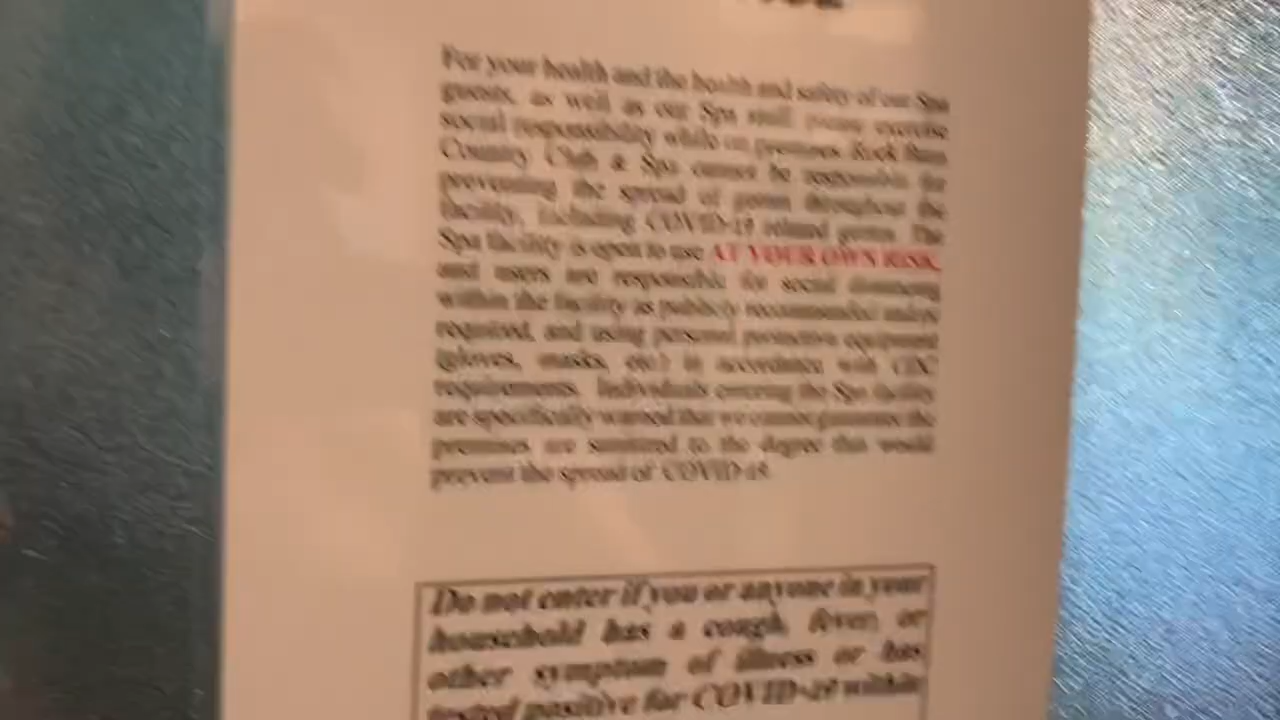 For your health and the health and safety of our Spa
guests, as well as our Spa staff please exercise
social responsibility while on premises. Rock Barn
Country Club & Spa cannot be responsible for
preventing the spread of germs throughout the
facility, including COVID-19 related germs. The
Spa facility is open to use AT YOUR OWN RISK,
and users are responsible for social distancing
within the facility as publicly recommended and/or
required, and using personal protective equipment
(gloves, masks, etc.) in accordance with CDC
requirements. Individuals entering the Spa facility
are specifically warned that we cannot guarantee the
premises are sanitized to the degree this would
prevent the spread of COVID-19.
Do not enter if you or anyone in your
household has a cough, fever, or
other symptom of illness or has
tested positive for COVID-19 within